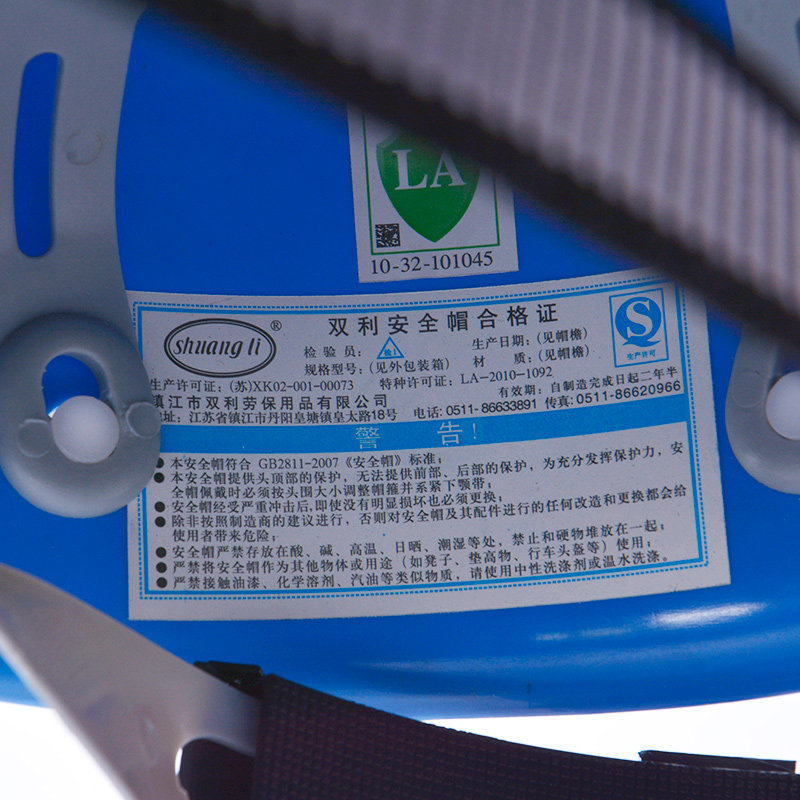 LA
10-32-101045
shuang li ®
双利安全帽合格证
检验员: 检1
生产日期:(见帽檐)
规格型号:(见外包装箱)
材 质:(见帽檐)
生产许可
生产许可证:(苏)XK02-001-00073 特种许可证: LA-2010-1092
有效期: 自制造完成日起二年半
镇江市双利劳保用品有限公司
地址: 江苏省镇江市丹阳皇塘镇皇太路18号 电话: 0511-86633891 传真: 0511-86620966
警 告!
● 本安全帽符合 GB2811-2007《安全帽》标准;
● 本安全帽提供头顶部的保护,无法提供前部、后部的保护,为充分发挥保护力,安
全帽佩戴时必须按头围大小调整帽箍并系紧下颚带;
● 安全帽经受严重冲击后,即使没有明显损坏也必须更换;
● 除非按照制造商的建议进行,否则对安全帽及其配件进行的任何改造和更换都会给
使用者带来危险;
● 安全帽严禁存放在酸、碱、高温、日晒、潮湿等处,禁止和硬物堆放在一起;
● 严禁将安全帽作为其他物体或用途(如凳子、垫高物、行车头盔等)使用;
● 严禁接触油漆、化学溶剂、汽油等类似物质,请使用中性洗涤剂或温水洗涤。